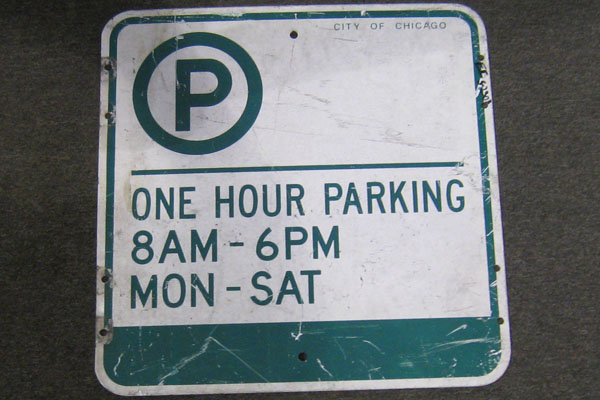 CITY OF CHICAGO
P
ONE HOUR PARKING
8AM - 6PM
MON - SAT